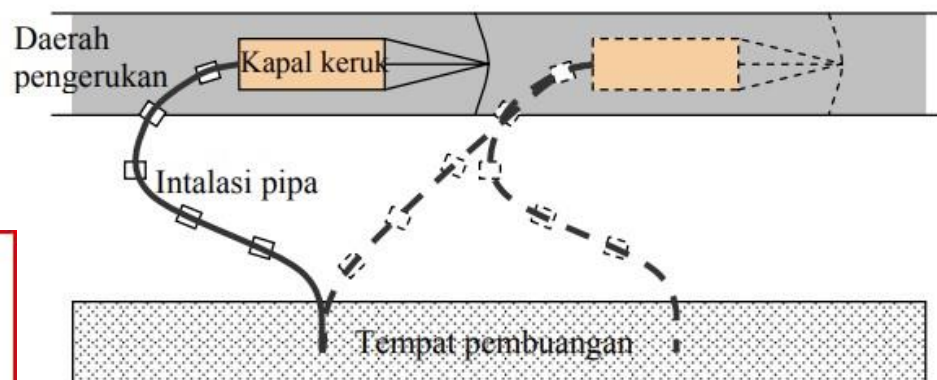 Daerah
pengerukan
Kapal keruk
Intalasi pipa
Tempat pembuangan